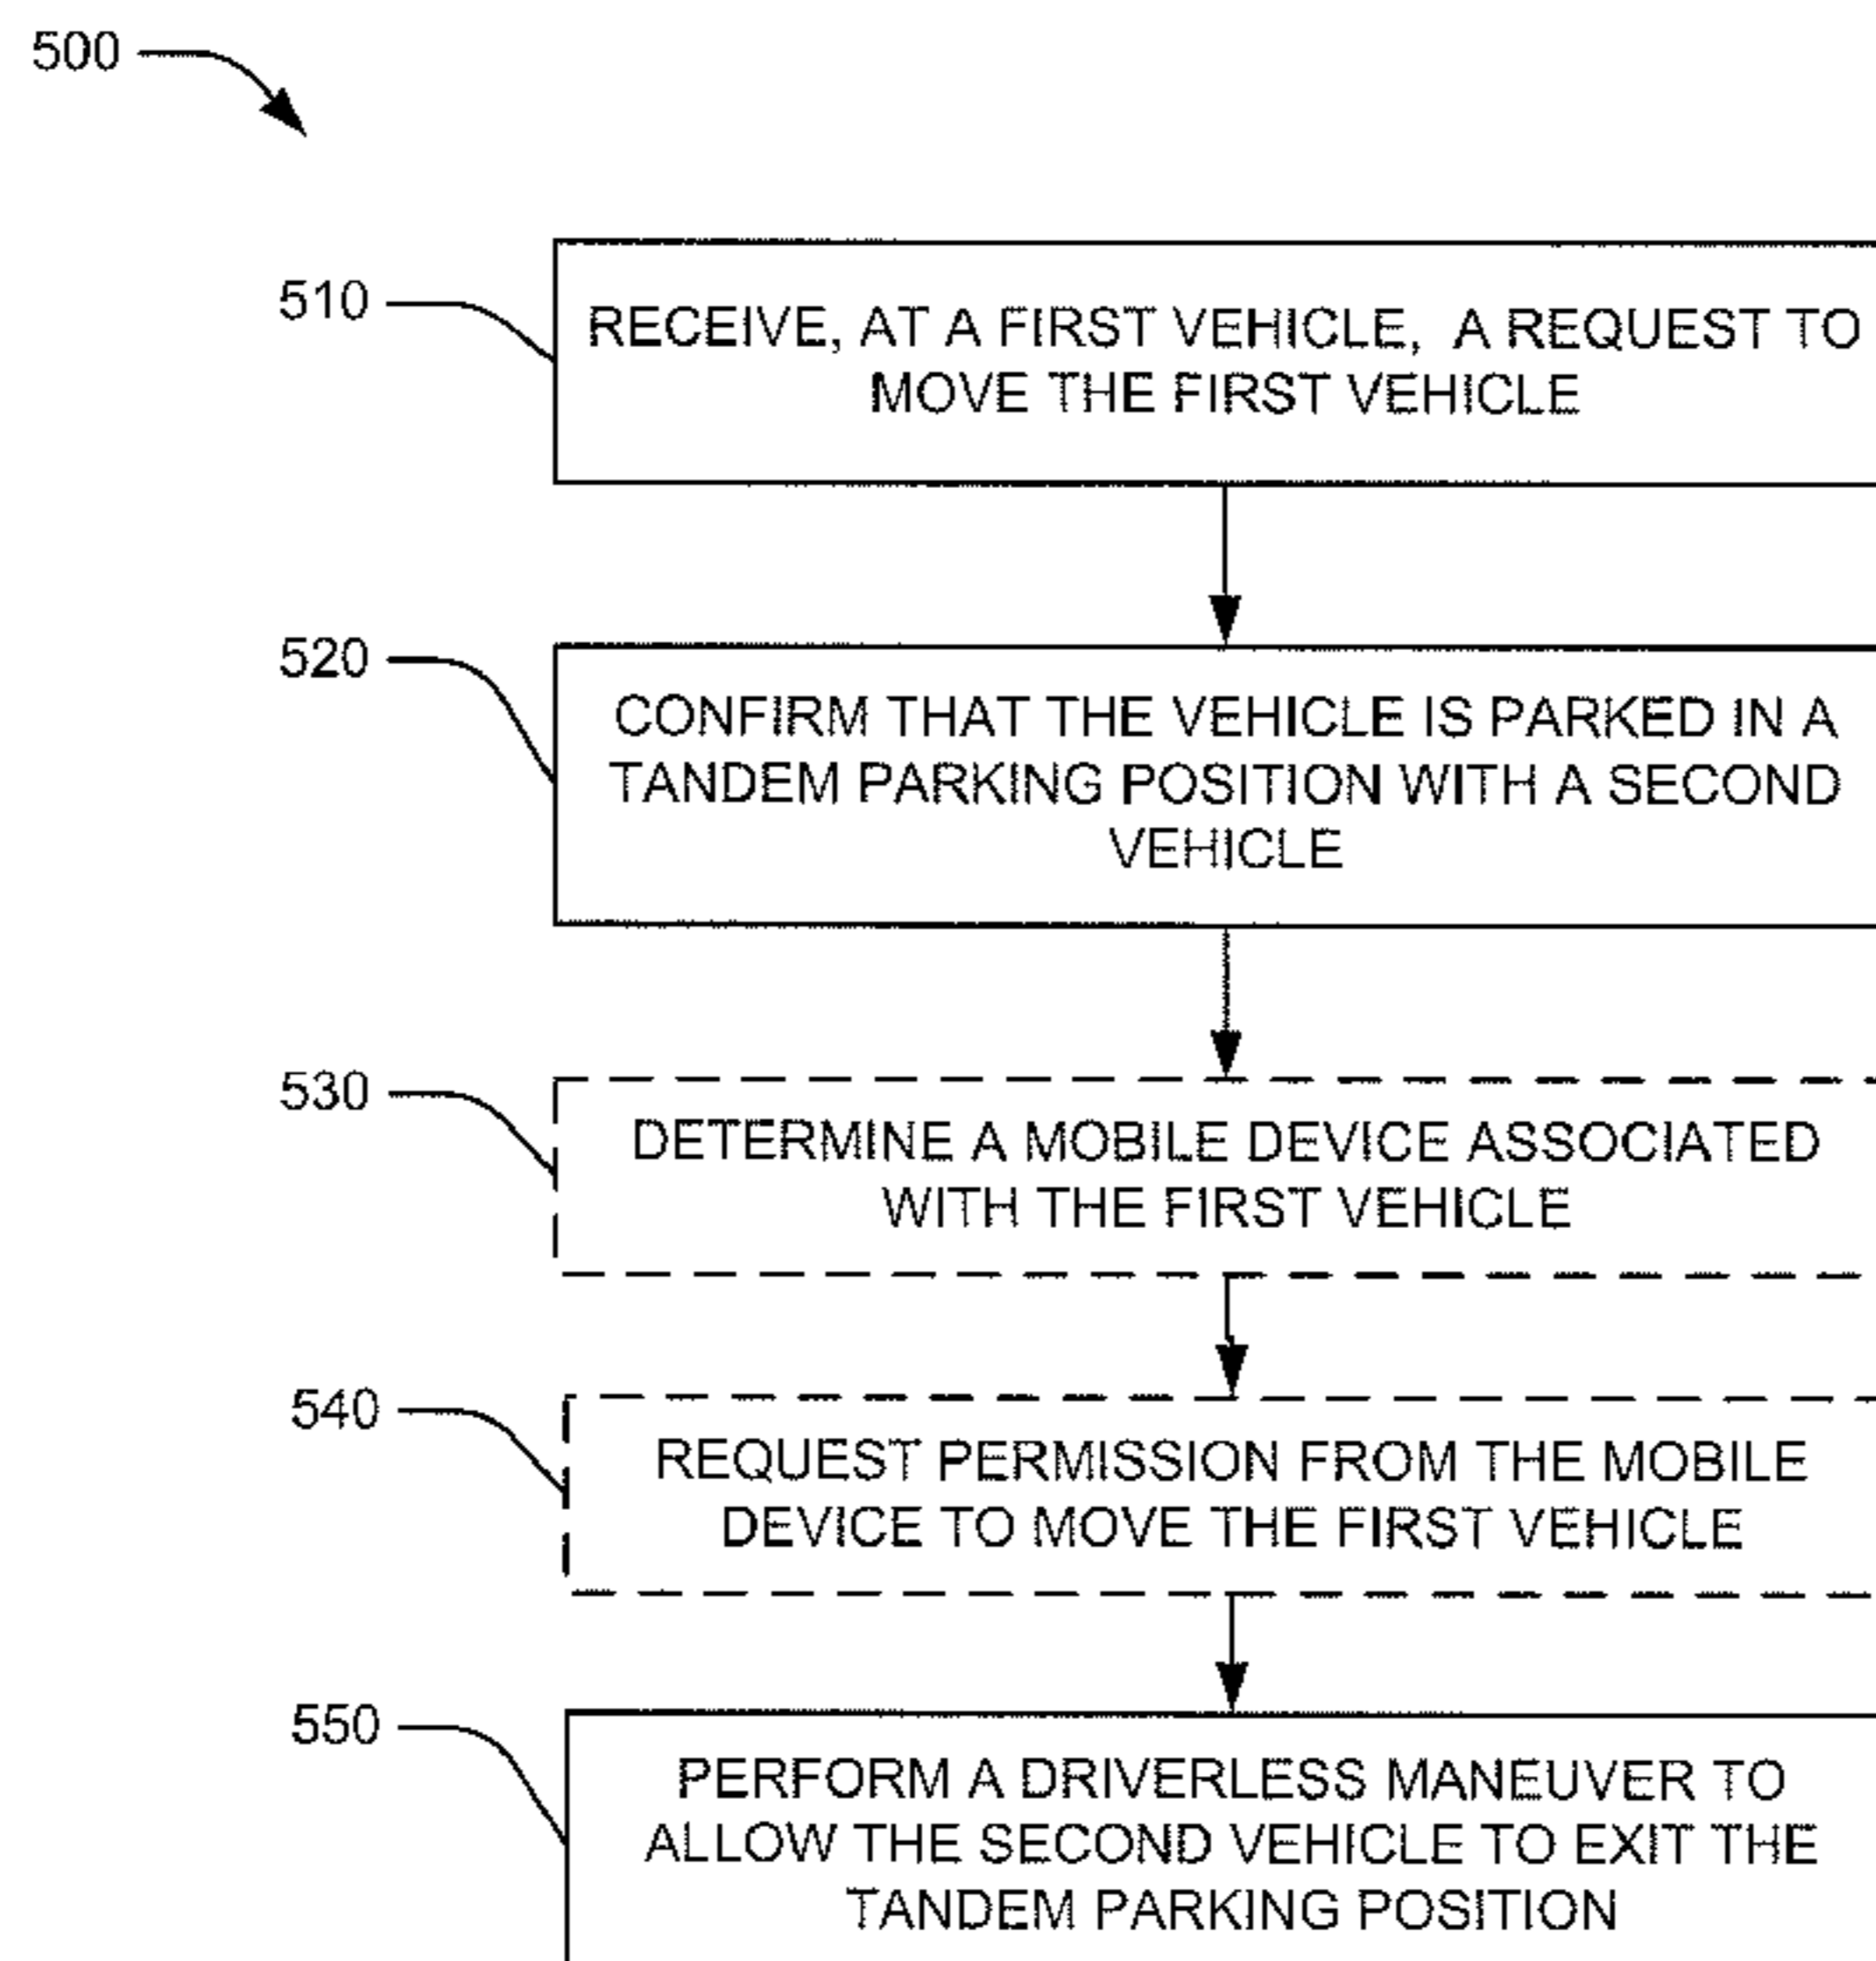 500
510
RECEIVE, AT A FIRST VEHICLE, A REQUEST TO
MOVE THE FIRST VEHICLE
520
CONFIRM THAT THE VEHICLE IS PARKED IN A
TANDEM PARKING POSITION WITH A SECOND
VEHICLE
530
DETERMINE A MOBILE DEVICE ASSOCIATED
WITH THE FIRST VEHICLE
540
REQUEST PERMISSION FROM THE MOBILE
DEVICE TO MOVE THE FIRST VEHICLE
550
PERFORM A DRIVERLESS MANEUVER TO
ALLOW THE SECOND VEHICLE TO EXIT THE
TANDEM PARKING POSITION